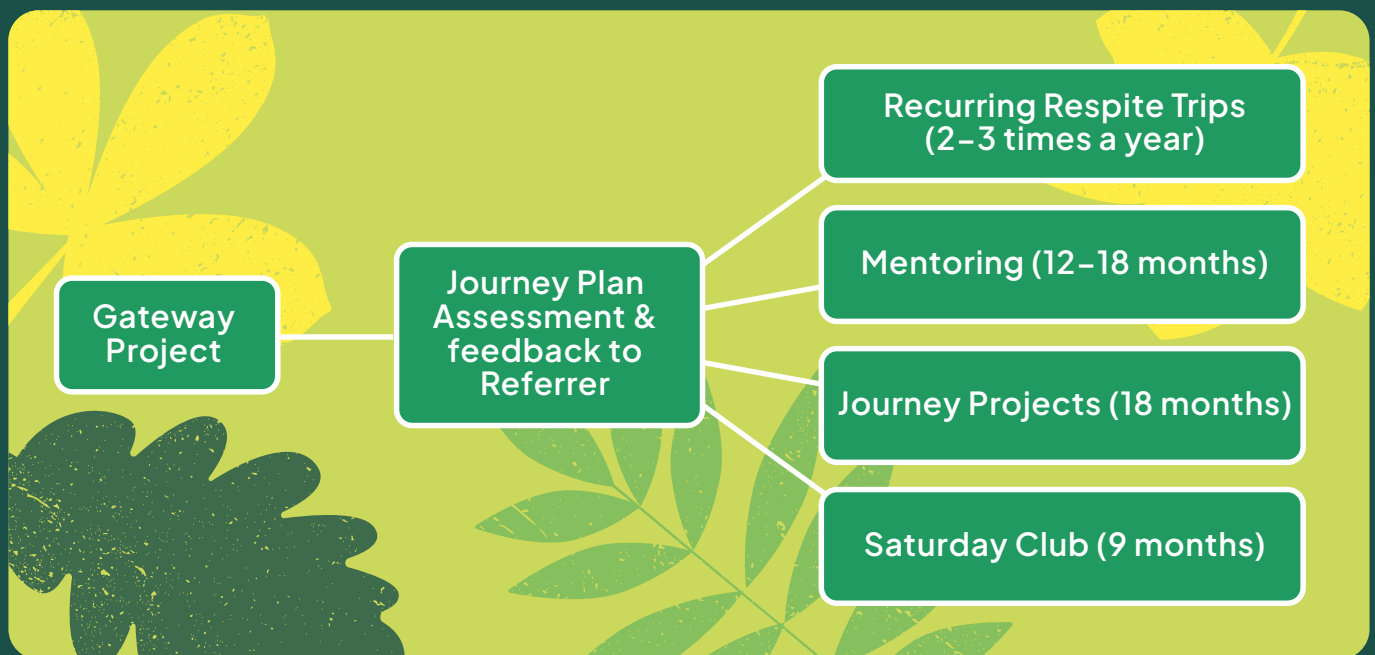 Gateway
Project
Journey Plan
Assessment &
feedback to
Referrer
Recurring Respite Trips
(2–3 times a year)
Mentoring (12–18 months)
Journey Projects (18 months)
Saturday Club (9 months)